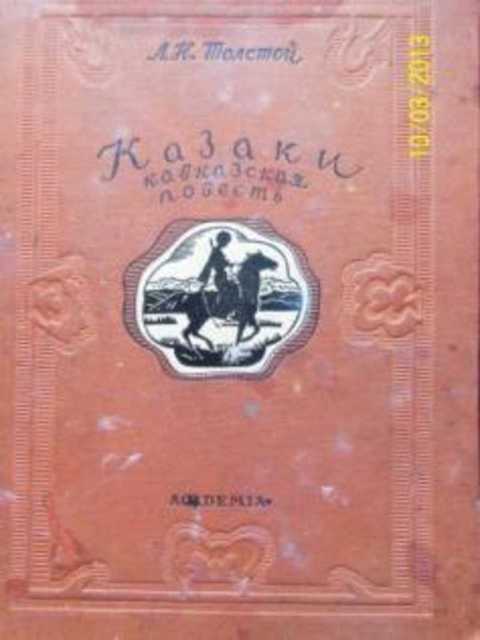 Л.Н. Толстой
Казаки
кавказская
повесть
ACADEMIA
10/03/2013